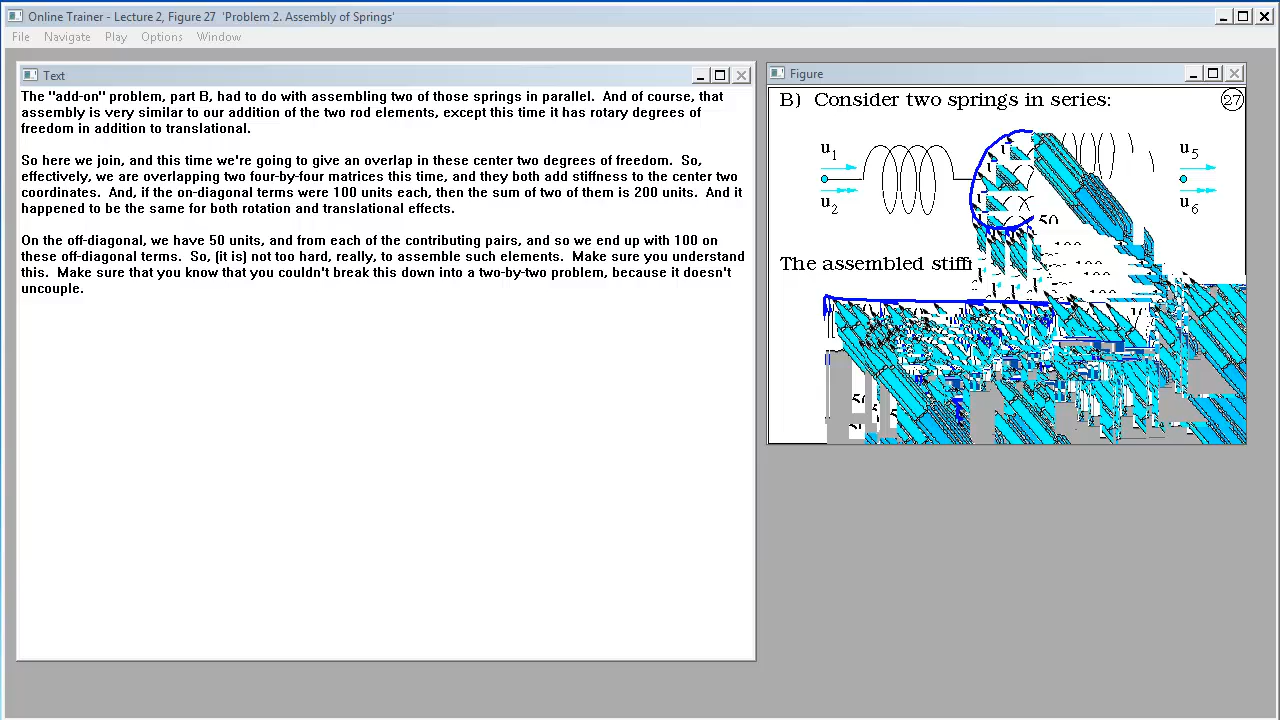 Online Trainer - Lecture 2, Figure 27 'Problem 2. Assembly of Springs'
File Navigate Play Options Window
Text
The "add-on" problem, part B, had to do with assembling two of those springs in parallel. And of course, that
assembly is very similar to our addition of the two rod elements, except this time it has rotary degrees of
freedom in addition to translational.
So here we join, and this time we're going to give an overlap in these center two degrees of freedom. So,
effectively, we are overlapping two four-by-four matrices this time, and they both add stiffness to the center two
coordinates. And, if the on-diagonal terms were 100 units each, then the sum of two of them is 200 units. And it
happened to be the same for both rotation and translational effects.
On the off-diagonal, we have 50 units, and from each of the contributing pairs, and so we end up with 100 on
these off-diagonal terms. So, (it is) not too hard, really, to assemble such elements. Make sure you understand
this. Make sure that you know that you couldn't break this down into a two-by-two problem, because it doesn't
uncouple.
Figure
B) Consider two springs in series:
27
u1
u5
u2
u6
50
The assembled